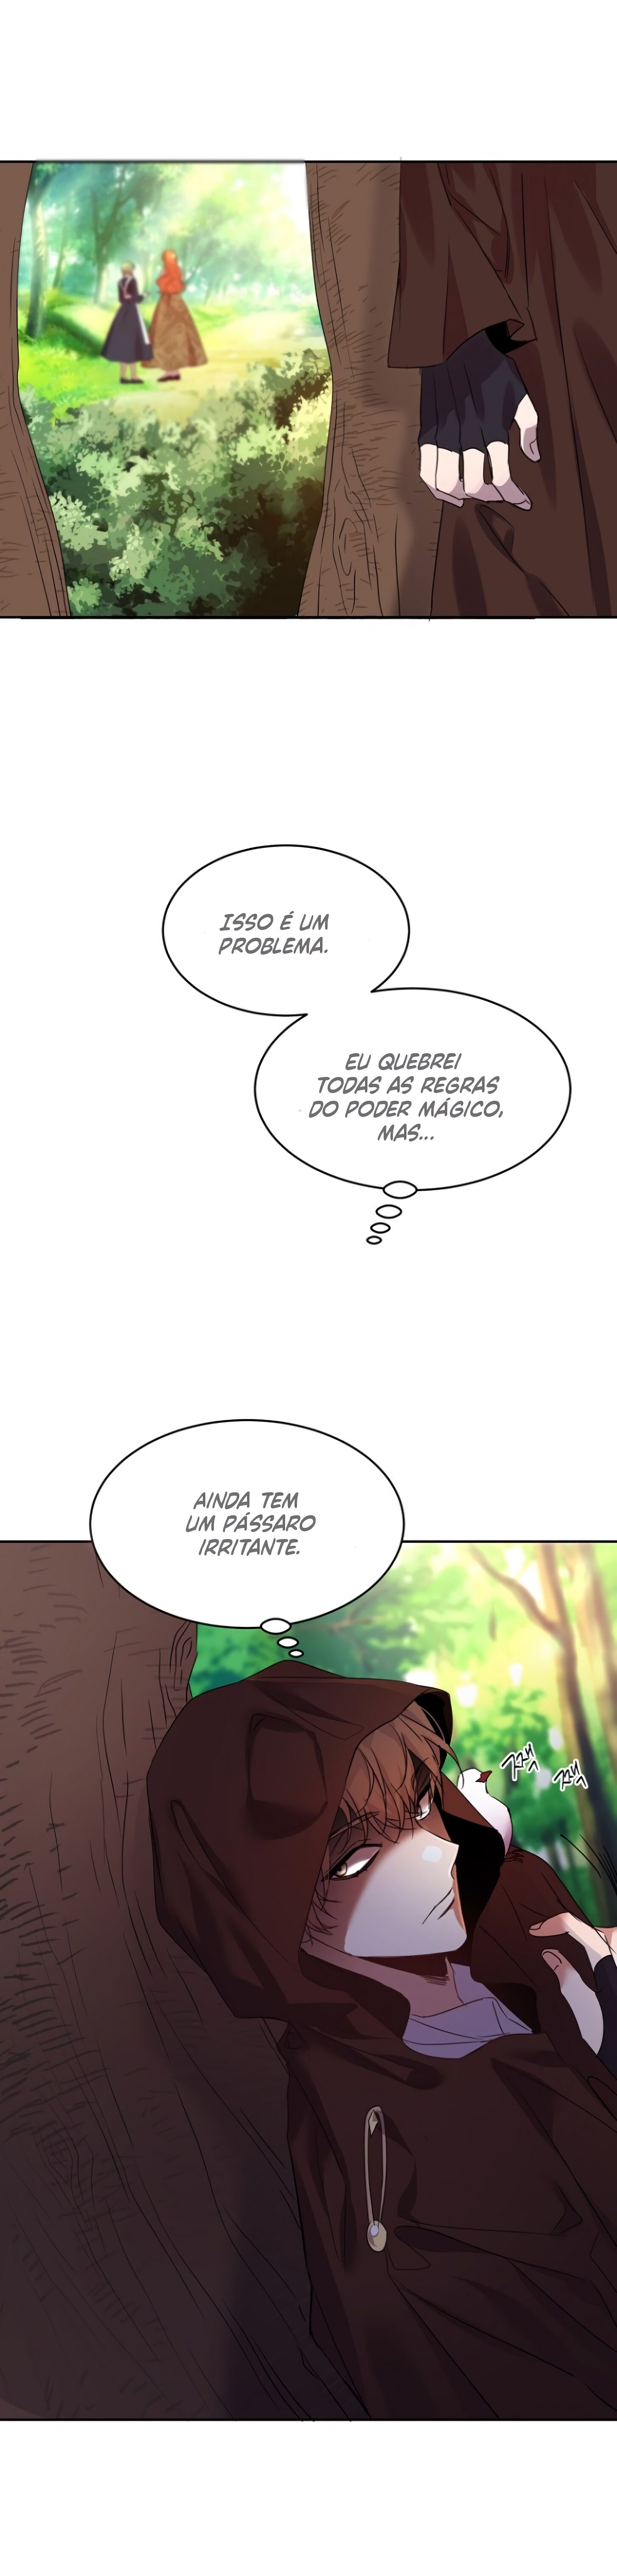 ISSO É UM
PROBLEMA.
EU QUEBREI
TODAS AS REGRAS
DO PODER MÁGICO,
MAS...
AINDA TEM
UM PÁSSARO
IRRITANTE.
짹
짹